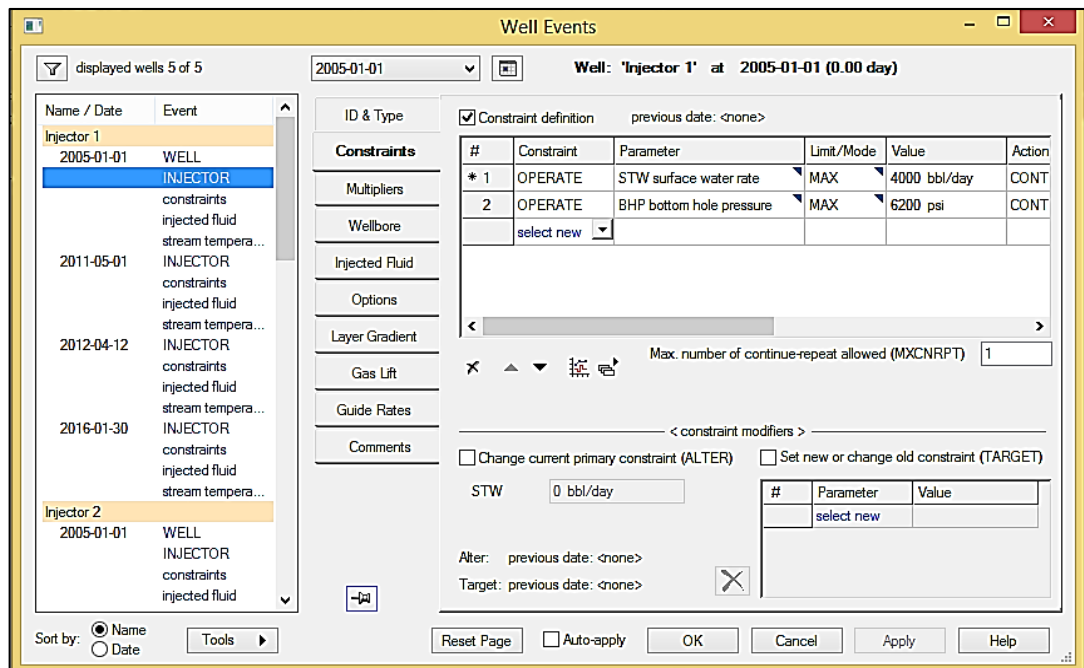 Well Events
displayed wells 5 of 5
2005-01-01
Well: 'Injector 1' at 2005-01-01 (0.00 day)
Name / Date Event
Injector 1
2005-01-01 WELL
INJECTOR
constraints
injected fluid
stream tempera...
2011-05-01 INJECTOR
constraints
injected fluid
stream tempera...
2012-04-12 INJECTOR
constraints
injected fluid
stream tempera...
2016-01-30 INJECTOR
constraints
injected fluid
stream tempera...
Injector 2
2005-01-01 WELL
INJECTOR
constraints
injected fluid
ID & Type
Constraints
Multipliers
Wellbore
Injected Fluid
Options
Layer Gradient
Gas Lift
Guide Rates
Comments
Constraint definition previous date: <none>
# Constraint Parameter Limit/Mode Value Action
* 1 OPERATE STW surface water rate MAX 4000 bbl/day CONT
2 OPERATE BHP bottom hole pressure MAX 6200 psi CONT
select new
Max. number of continue-repeat allowed (MXCNRPT) 1
< constraint modifiers >
Change current primary constraint (ALTER)
Set new or change old constraint (TARGET)
STW 0 bbl/day
# Parameter Value
select new
Alter: previous date: <none>
Target: previous date: <none>
Sort by: Name
Date
Tools
Reset Page
Auto-apply
OK
Cancel
Apply
Help